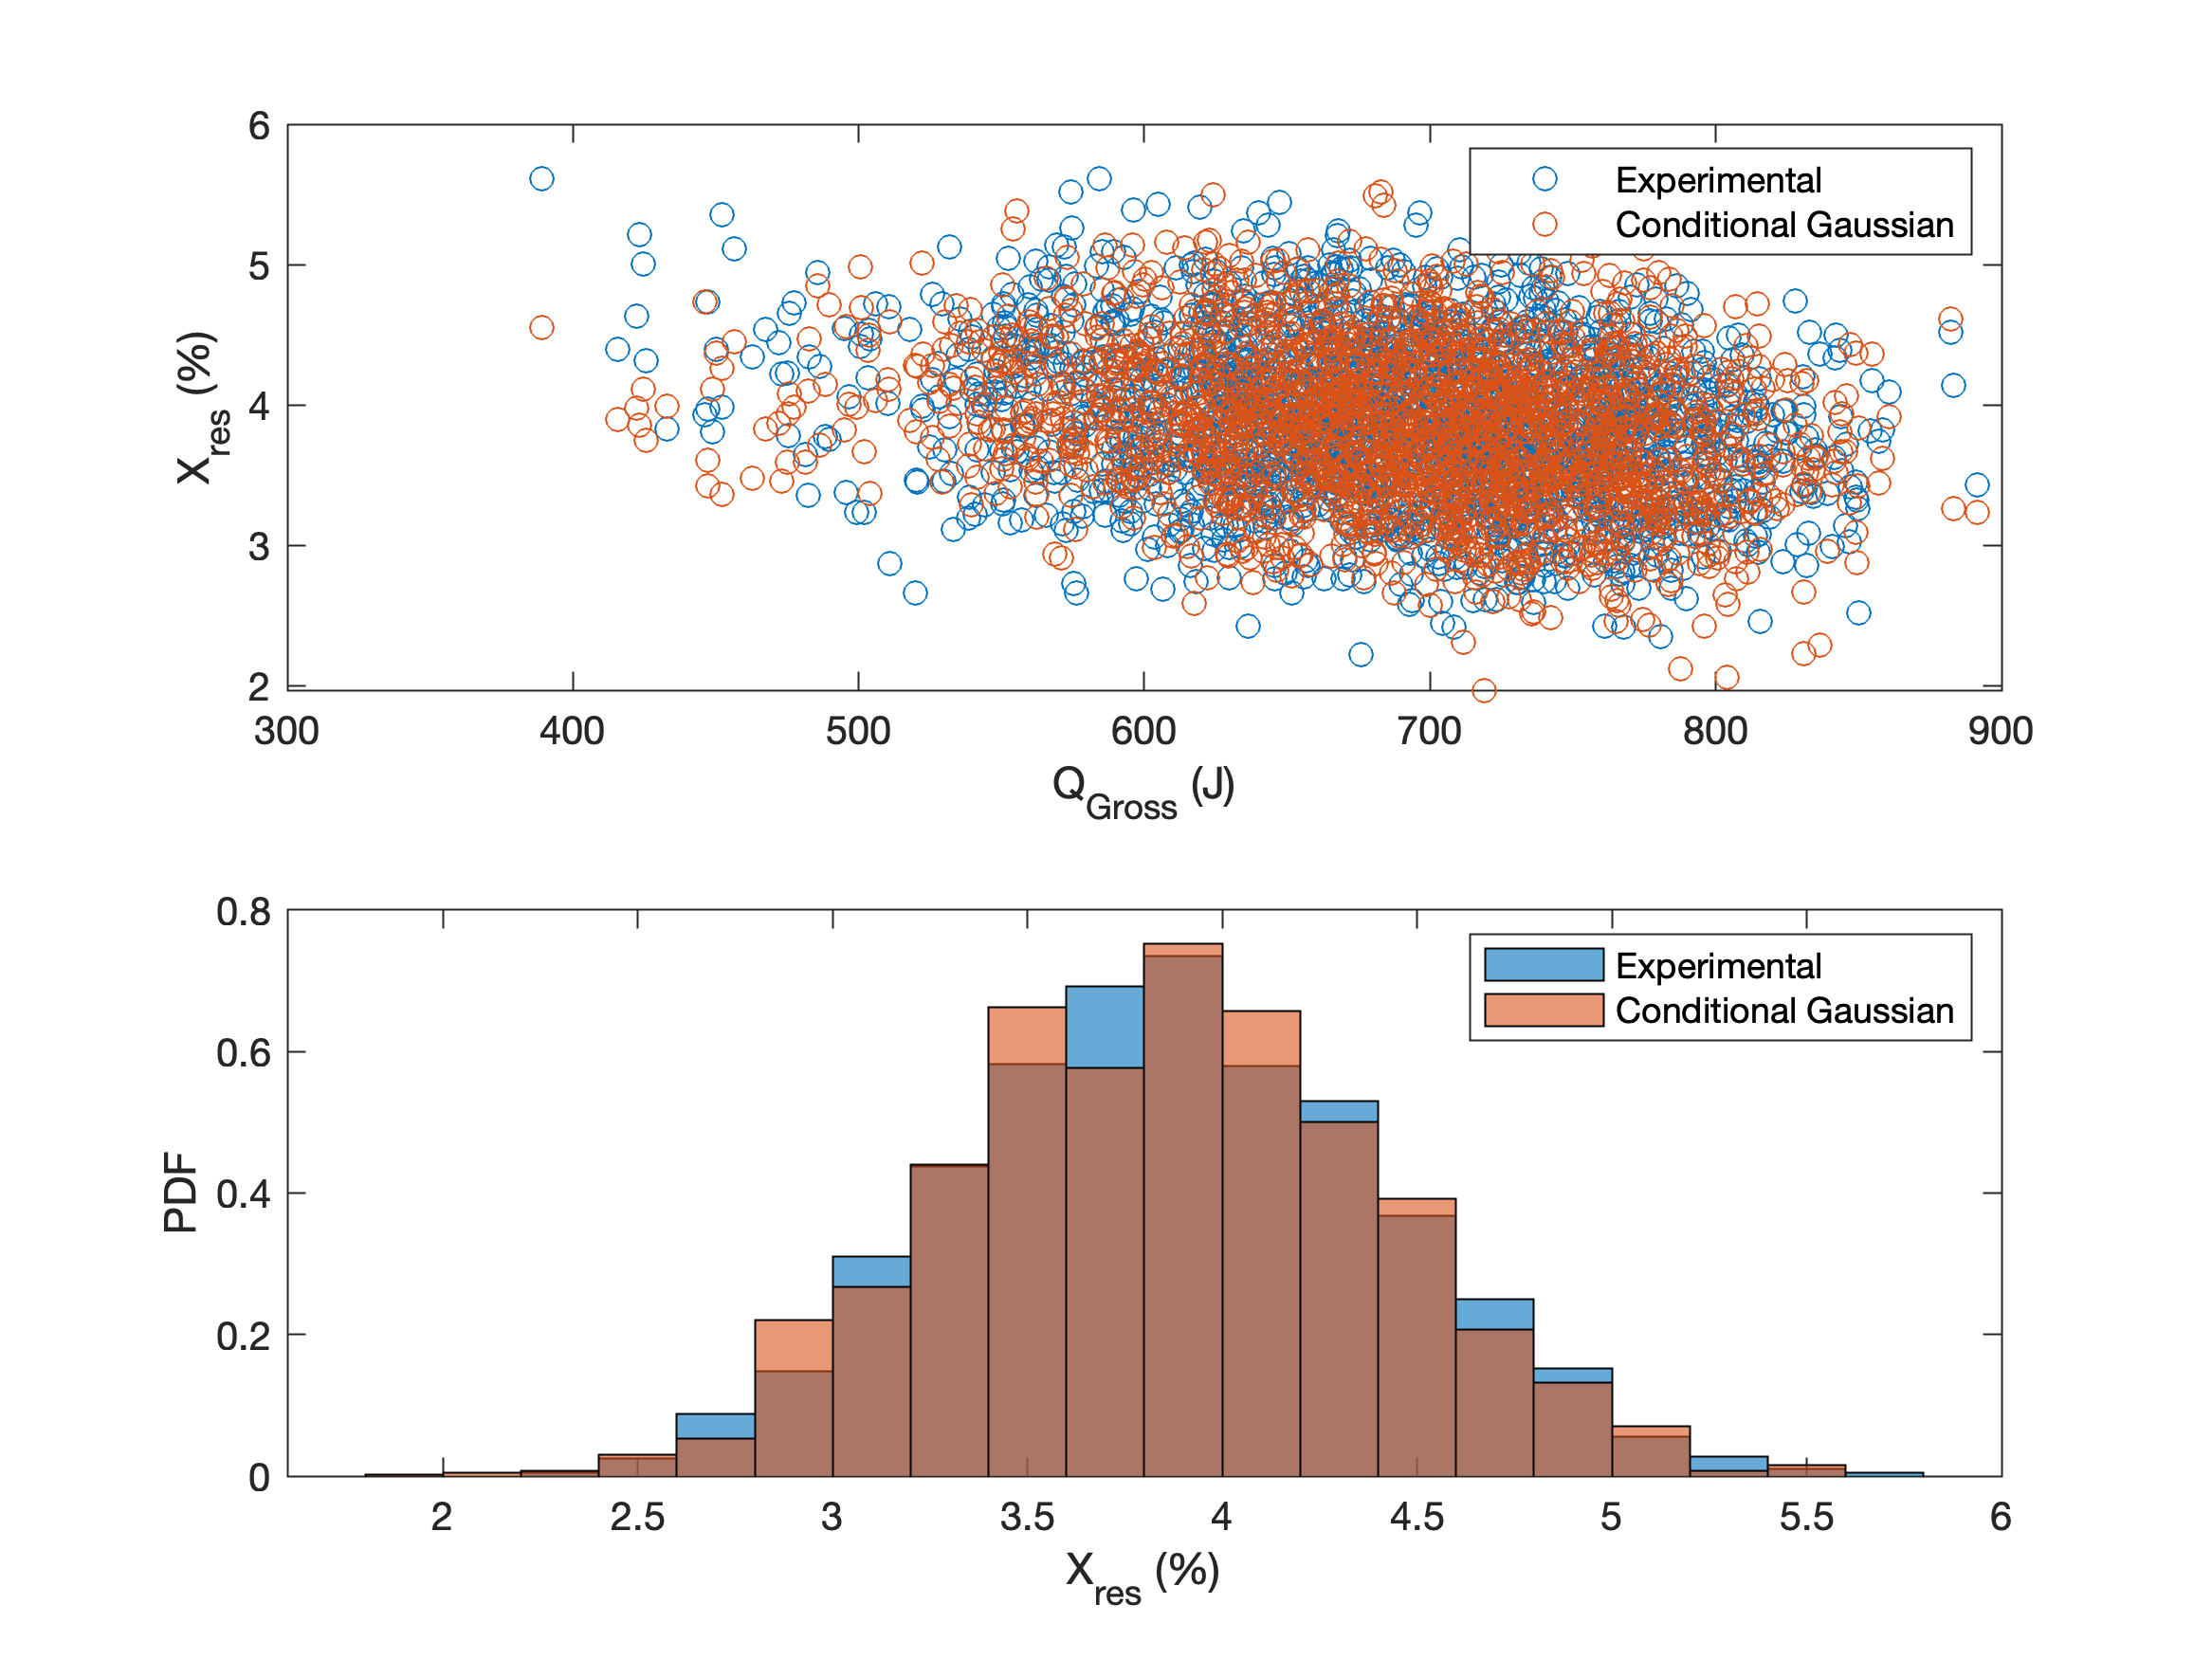 6
5
4
3
2
X_res (%)
Experimental
Conditional Gaussian
300 400 500 600 700 800 900
Q_Gross (J)
0.8
0.6
0.4
0.2
0
PDF
Experimental
Conditional Gaussian
2 2.5 3 3.5 4 4.5 5 5.5 6
X_res (%)